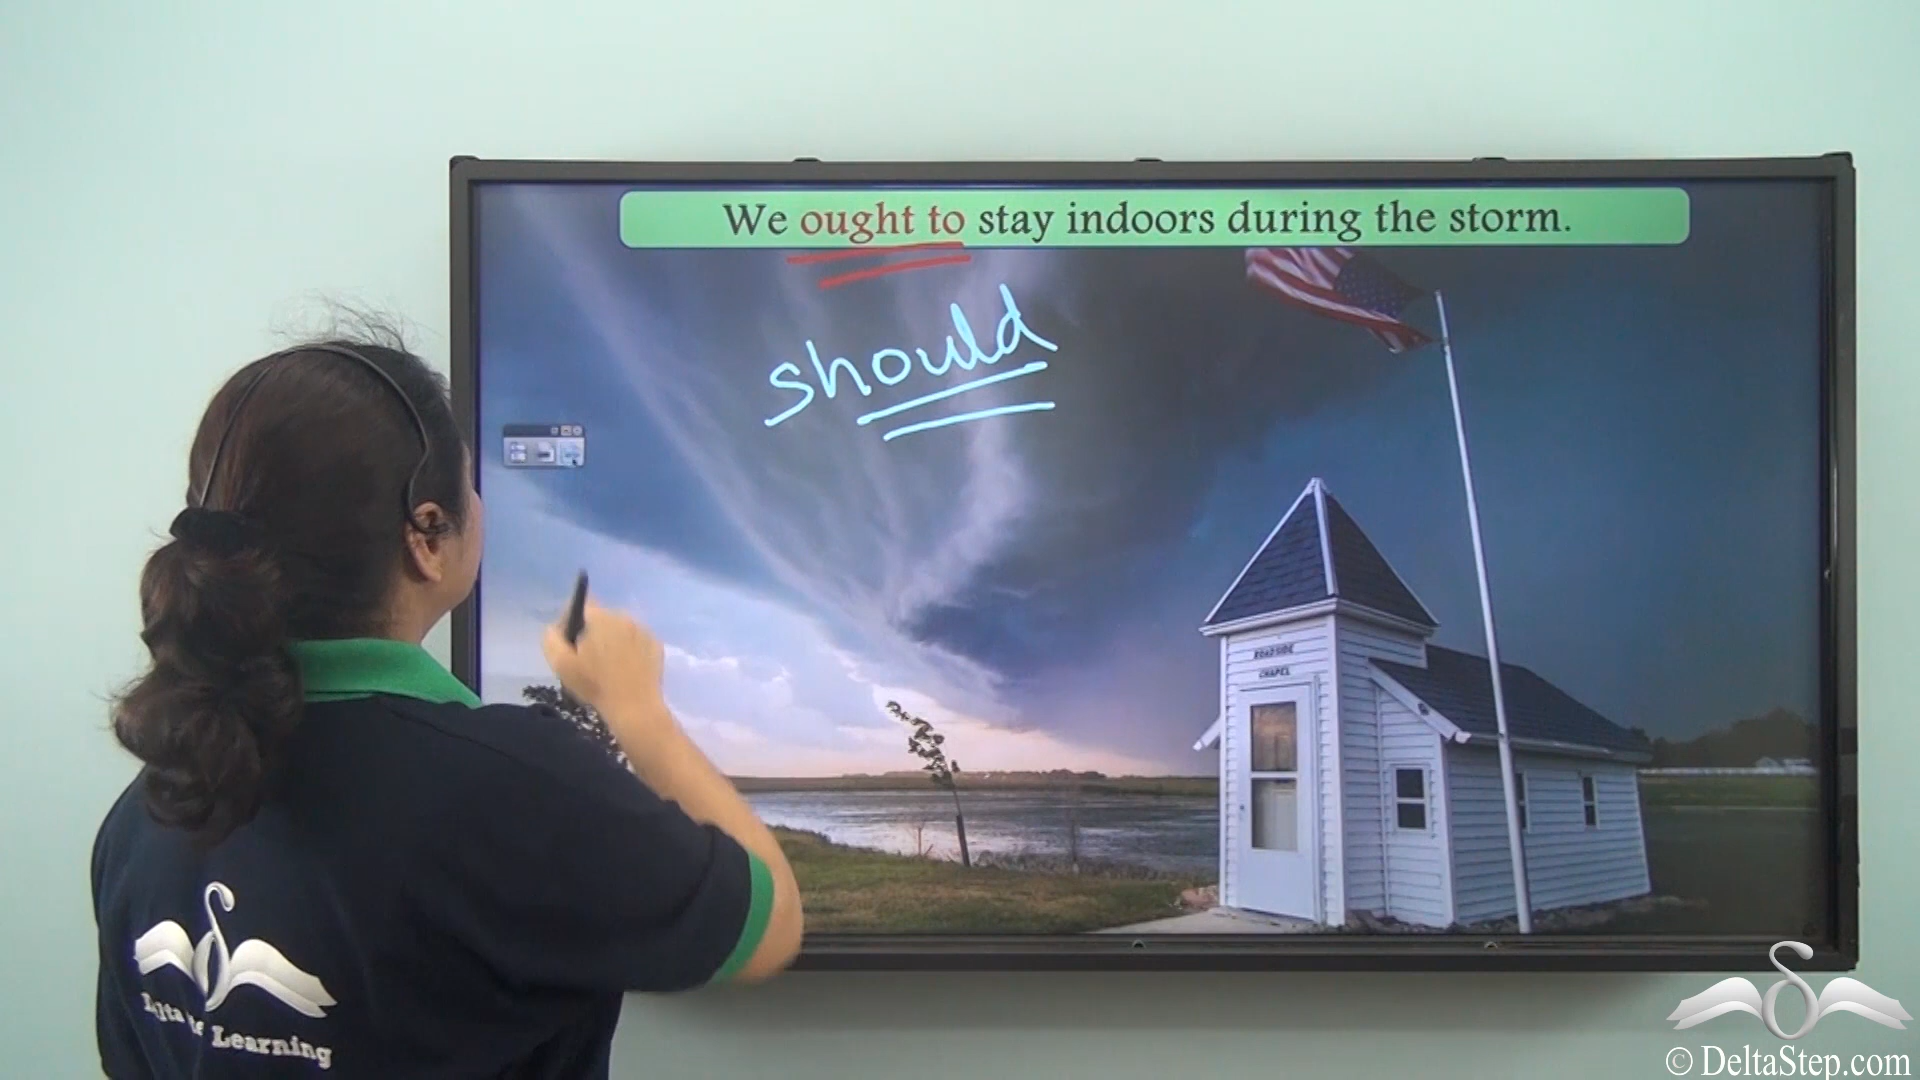 We ought to stay indoors during the storm.
should
ROADSIDE
CHAPEL
Learning
© DeltaStep.com